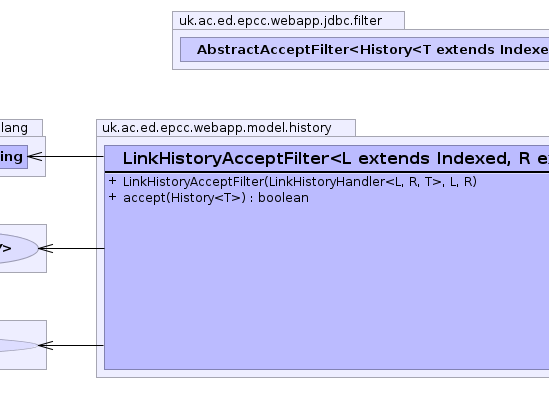 uk.ac.ed.epcc.webapp.jdbc.filter
AbstractAcceptFilter<History<T extends Indexe
lang
uk.ac.ed.epcc.webapp.model.history
ing
LinkHistoryAcceptFilter<L extends Indexed, R e
+ LinkHistoryAcceptFilter(LinkHistoryHandler<L, R, T>, L, R)
+ accept(History<T>) : boolean
/>